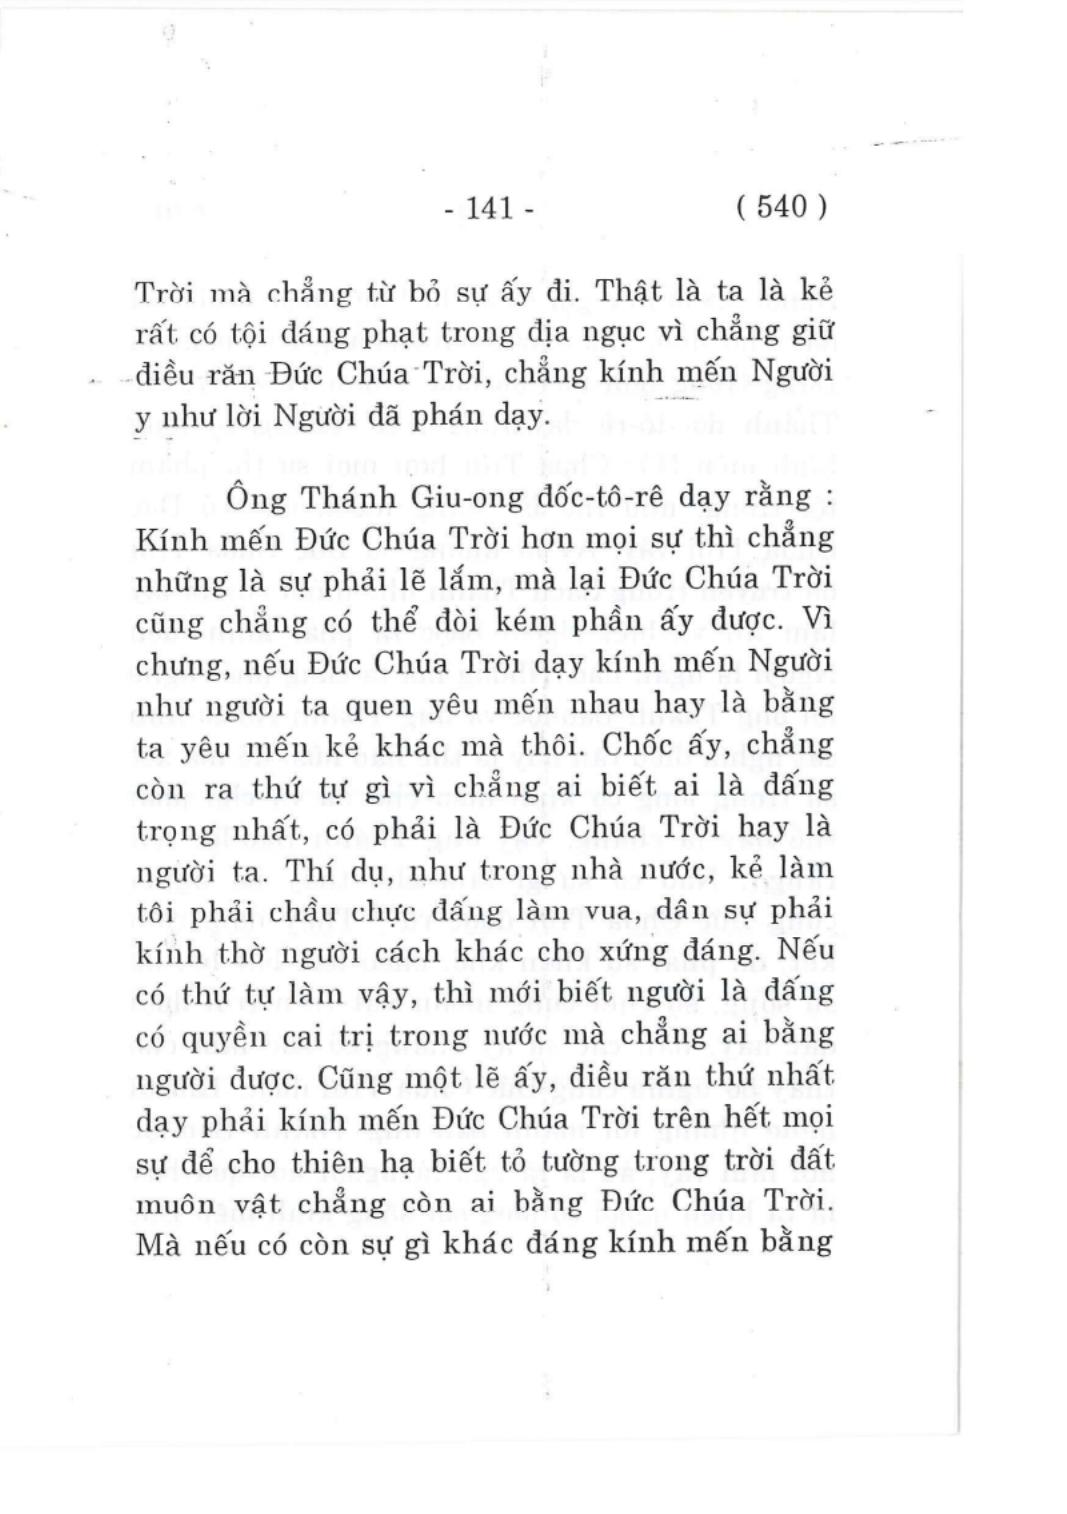 - 141 - ( 540 )
Trời mà chẳng từ bỏ sự ấy đi. Thật là ta là kẻ
rất có tội đáng phạt trong địa ngục vì chẳng giữ
điều răn Đức Chúa Trời, chẳng kính mến Người
y như lời Người đã phán dạy.
Ông Thánh Giu-ong đốc-tô-rê dạy rằng :
Kính mến Đức Chúa Trời hơn mọi sự thì chẳng
những là sự phải lẽ lắm, mà lại Đức Chúa Trời
cũng chẳng có thể đòi kém phần ấy được. Vì
chưng, nếu Đức Chúa Trời dạy kính mến Người
như người ta quen yêu mến nhau hay là bằng
ta yêu mến kẻ khác mà thôi. Chốc ấy, chẳng
còn ra thứ tự gì vì chẳng ai biết ai là đấng
trọng nhất, có phải là Đức Chúa Trời hay là
người ta. Thí dụ, như trong nhà nước, kẻ làm
tôi phải chầu chực đấng làm vua, dân sự phải
kính thờ người cách khác cho xứng đáng. Nếu
có thứ tự làm vậy, thì mới biết người là đấng
có quyền cai trị trong nước mà chẳng ai bằng
người được. Cũng một lẽ ấy, điều răn thứ nhất
dạy phải kính mến Đức Chúa Trời trên hết mọi
sự để cho thiên hạ biết tỏ tường trong trời đất
muôn vật chẳng còn ai bằng Đức Chúa Trời.
Mà nếu có còn sự gì khác đáng kính mến bằng